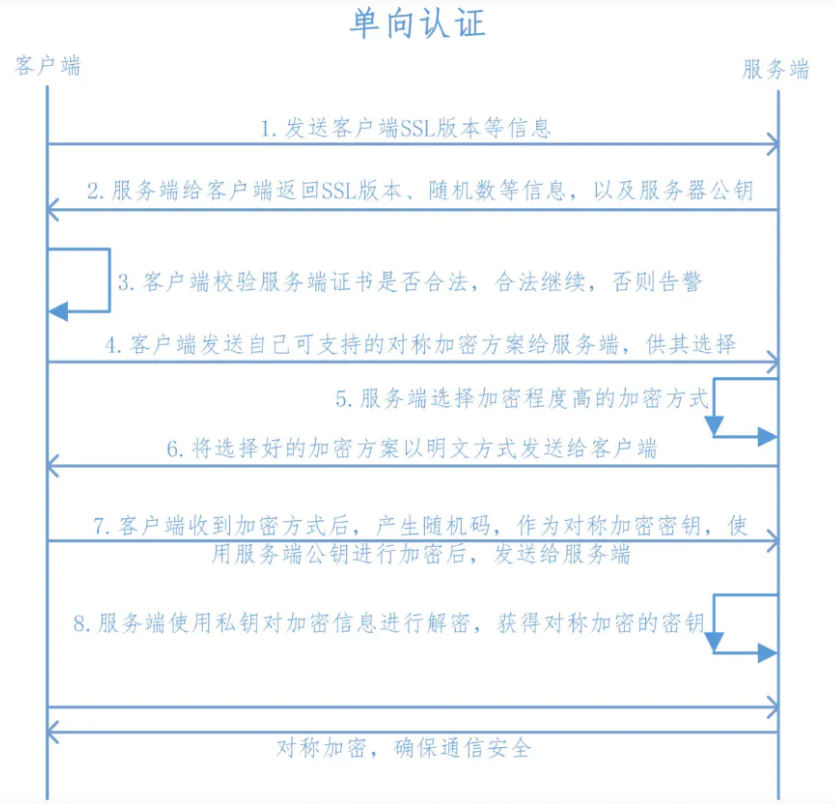 单向认证
客户端
服务端
1.发送客户端SSL版本等信息
2.服务端给客户端返回SSL版本、随机数等信息，以及服务器公钥
3.客户端校验服务端证书是否合法，合法继续，否则告警
4.客户端发送自己可支持的对称加密方案给服务端，供其选择
5.服务端选择加密程度高的加密方式
6.将选择好的加密方案以明文方式发送给客户端
7.客户端收到加密方式后，产生随机码，作为对称加密密钥，使
用服务端公钥进行加密后，发送给服务端
8.服务端使用私钥对加密信息进行解密，获得对称加密的密钥
对称加密，确保通信安全